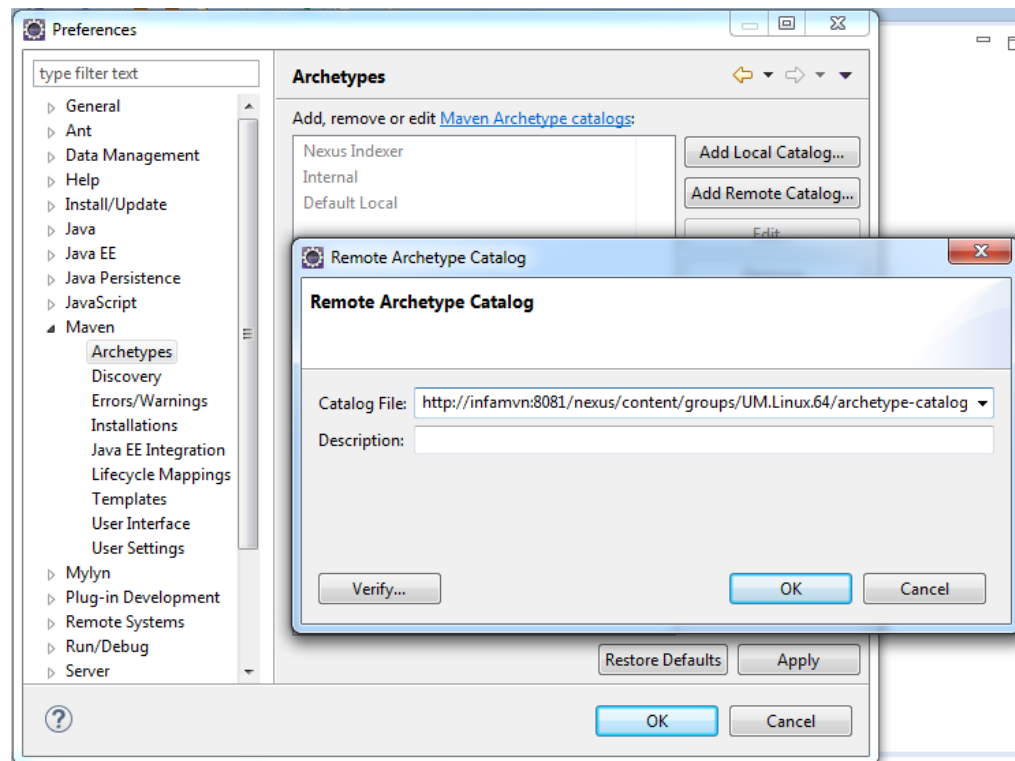 Preferences
type filter text
General
Ant
Data Management
Help
Install/Update
Java
Java EE
Java Persistence
JavaScript
Maven
Archetypes
Discovery
Errors/Warnings
Installations
Java EE Integration
Lifecycle Mappings
Templates
User Interface
User Settings
Mylyn
Plug-in Development
Remote Systems
Run/Debug
Server
Archetypes
Add, remove or edit Maven Archetype catalogs:
Nexus Indexer
Internal
Default Local
Add Local Catalog...
Add Remote Catalog...
Edit
Remote Archetype Catalog
Remote Archetype Catalog
Catalog File: http://infamvn:8081/nexus/content/groups/UM.Linux.64/archetype-catalog
Description:
Verify...
OK
Cancel
Restore Defaults
Apply
OK
Cancel